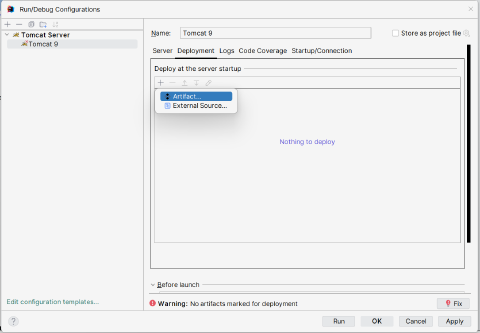 Run/Debug Configurations
Name: Tomcat 9 Store as project file
Tomcat Server
Tomcat 9
Server Deployment Logs Code Coverage Startup/Connection
Deploy at the server startup
Artifact...
External Source...
Nothing to deploy
Before launch
Edit configuration templates...
Warning: No artifacts marked for deployment Fix
? Run OK Cancel Apply